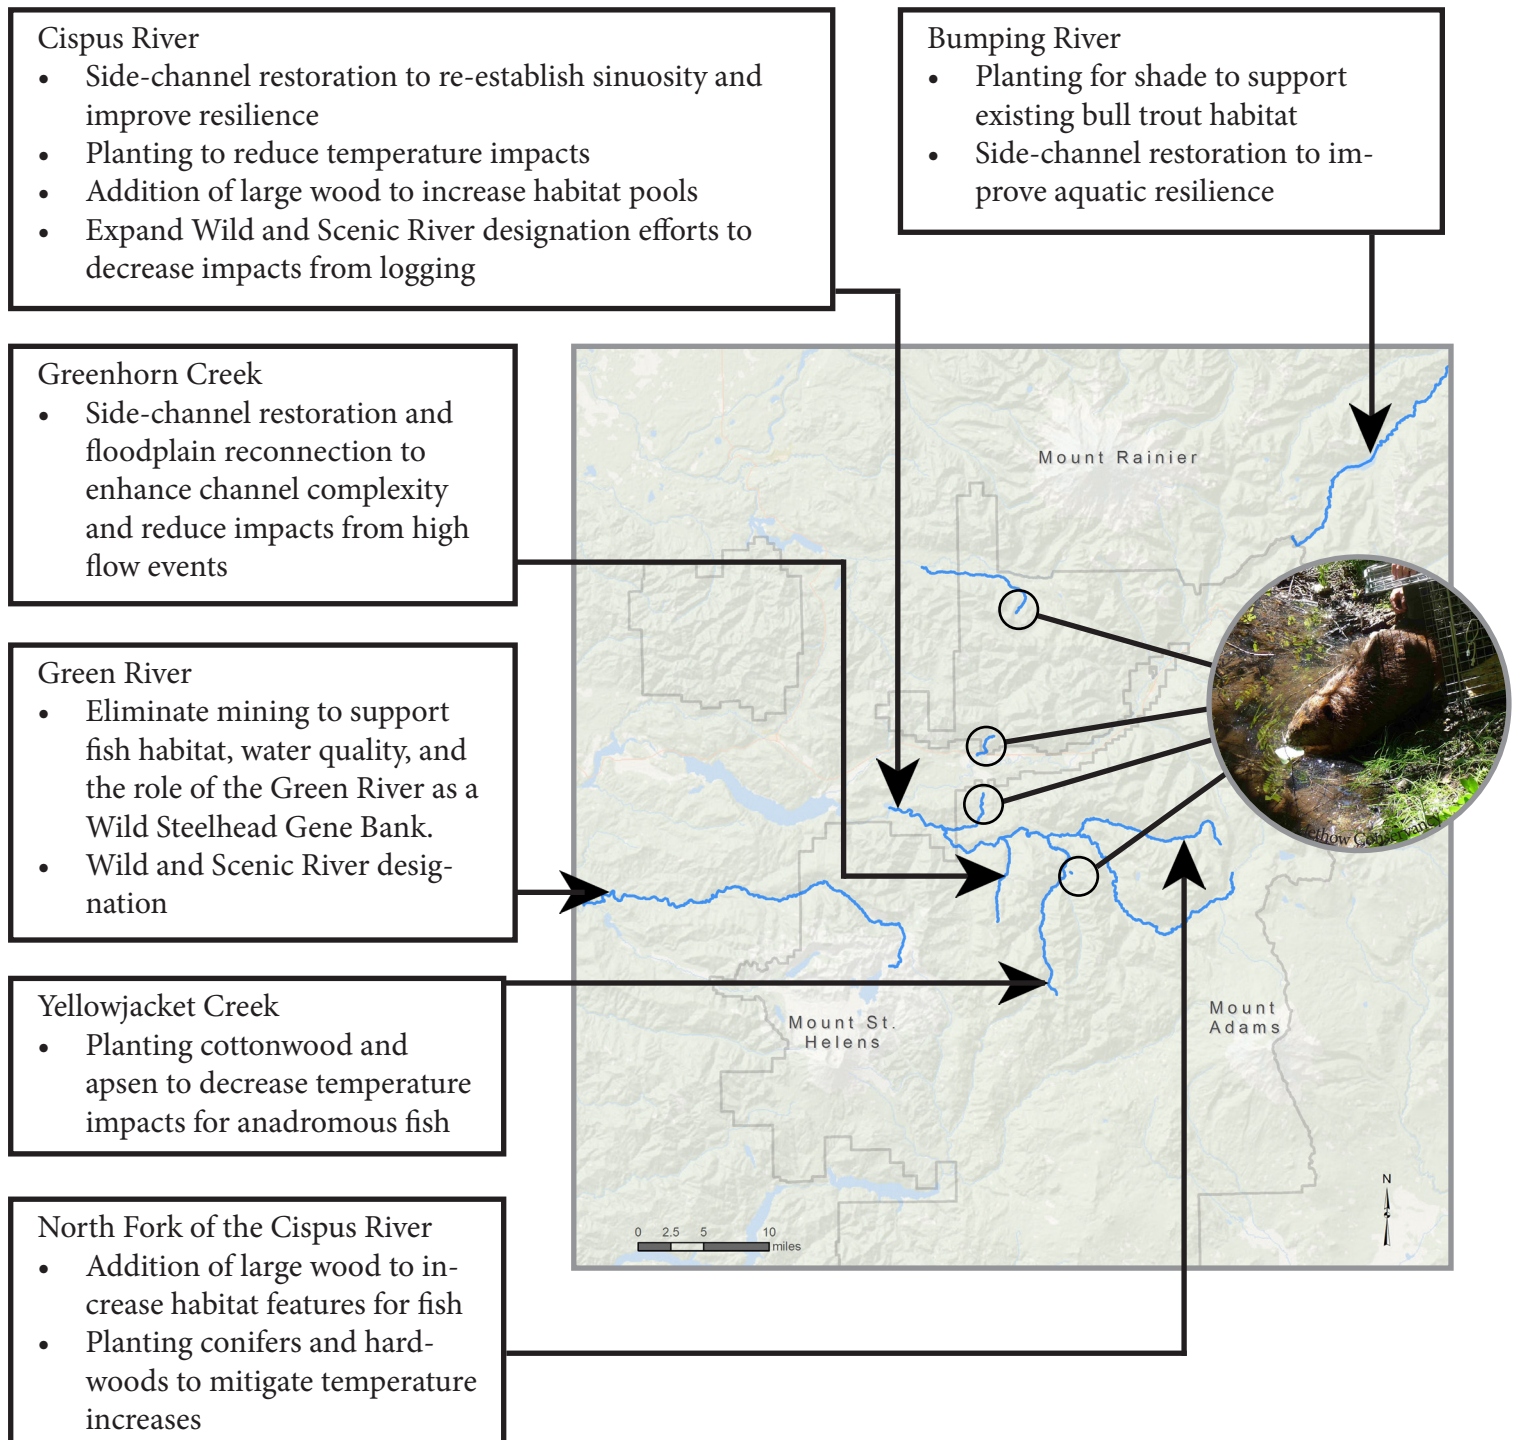 Cispus River
• Side-channel restoration to re-establish sinuosity and
improve resilience
• Planting to reduce temperature impacts
• Addition of large wood to increase habitat pools
• Expand Wild and Scenic River designation efforts to
decrease impacts from logging
Bumping River
• Planting for shade to support
existing bull trout habitat
• Side-channel restoration to im-
prove aquatic resilience
Greenhorn Creek
• Side-channel restoration and
floodplain reconnection to
enhance channel complexity
and reduce impacts from high
flow events
Green River
• Eliminate mining to support
fish habitat, water quality, and
the role of the Green River as a
Wild Steelhead Gene Bank.
• Wild and Scenic River desig-
nation
Yellowjacket Creek
• Planting cottonwood and
apsen to decrease temperature
impacts for anadromous fish
North Fork of the Cispus River
• Addition of large wood to in-
crease habitat features for fish
• Planting conifers and hard-
woods to mitigate temperature
increases
Mount Rainier
Mount St.
Helens
Mount
Adams
Conservancy
N
0 2.5 5 10
miles